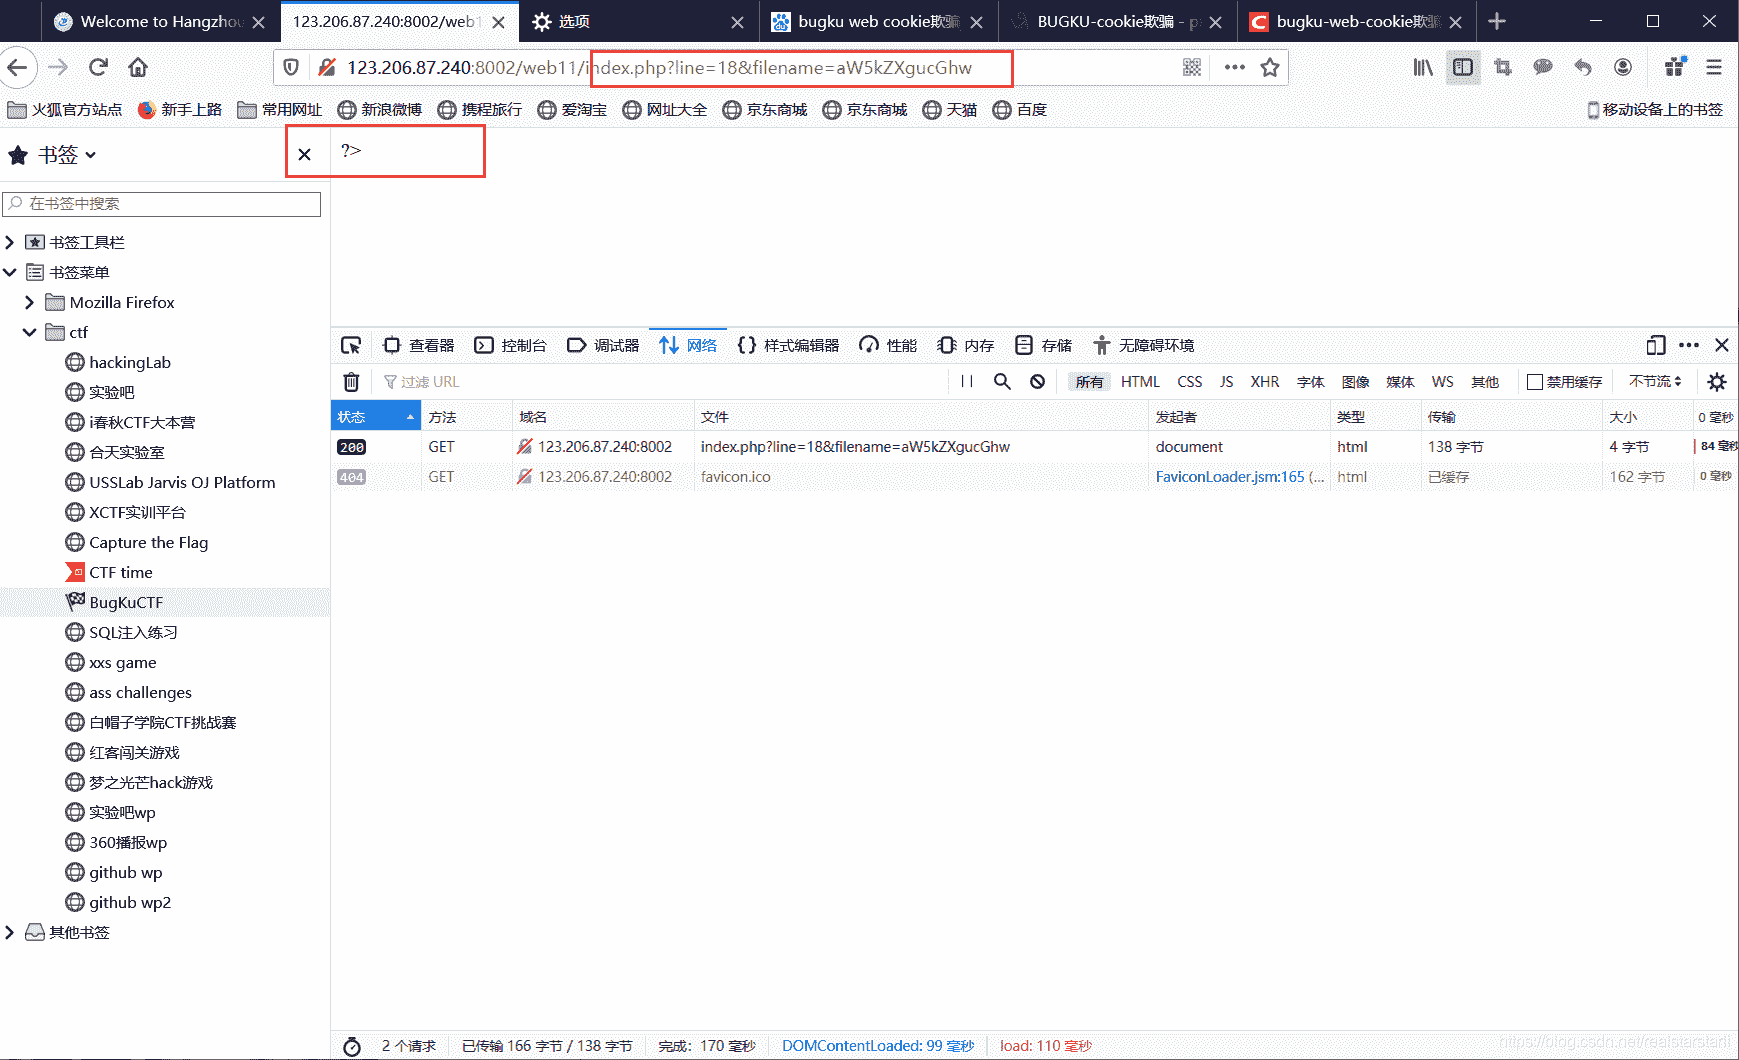 Welcome to Hangzhou
123.206.87.240:8002/web1
选项
bugku web cookie欺骗
BUGKU-cookie欺骗 - p
bugku-web-cookie欺骗
123.206.87.240:8002/web11/index.php?line=18&filename=aW5kZXgucGhw
火狐官方站点
新手上路
常用网址
新浪微博
携程旅行
爱淘宝
网址大全
京东商城
京东商城
天猫
百度
移动设备上的书签
书签
?>
在书签中搜索
书签工具栏
书签菜单
Mozilla Firefox
ctf
hackingLab
实验吧
i春秋CTF大本营
合天实验室
USSLab Jarvis OJ Platform
XCTF实训平台
Capture the Flag
CTF time
BugKuCTF
SQL注入练习
xxs game
ass challenges
白帽子学院CTF挑战赛
红客闯关游戏
梦之光芒hack游戏
实验吧wp
360播报wp
github wp
github wp2
其他书签
查看器 控制台 调试器 网络 {} 样式编辑器 性能 内存 存储 无障碍环境
过滤 URL
所有 HTML CSS JS XHR 字体 图像 媒体 WS 其他 禁用缓存 不节流
状态 方法 域名 文件 发起者 类型 传输 大小 0 毫秒
200 GET 123.206.87.240:8002 index.php?line=18&filename=aW5kZXgucGhw document html 138 字节 4 字节 84 毫秒
404 GET 123.206.87.240:8002 favicon.ico FaviconLoader.jsm:165 (... html 已缓存 162 字节 0 毫秒
2 个请求 已传输 166 字节 / 138 字节 完成：170 毫秒 DOMContentLoaded: 99 毫秒 load: 110 毫秒
https://blog.csdn.net/realstarstarli